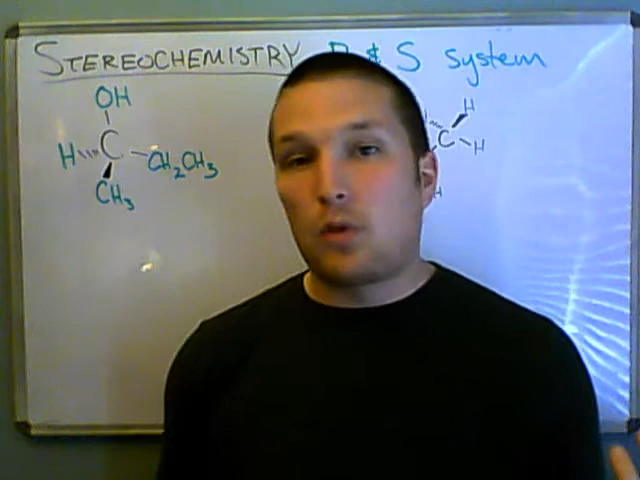 STEREOCHEMISTRY R & S system
OH
H C CH2CH3
CH3
H
C H
H